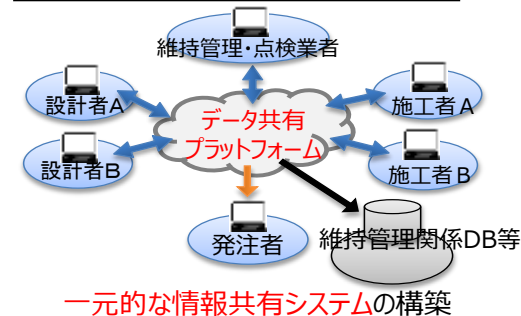 維持管理・点検業者
設計者A
施工者A
データ共有
プラットフォーム
設計者B
施工者B
発注者
維持管理関係DB等
一元的な情報共有システムの構築